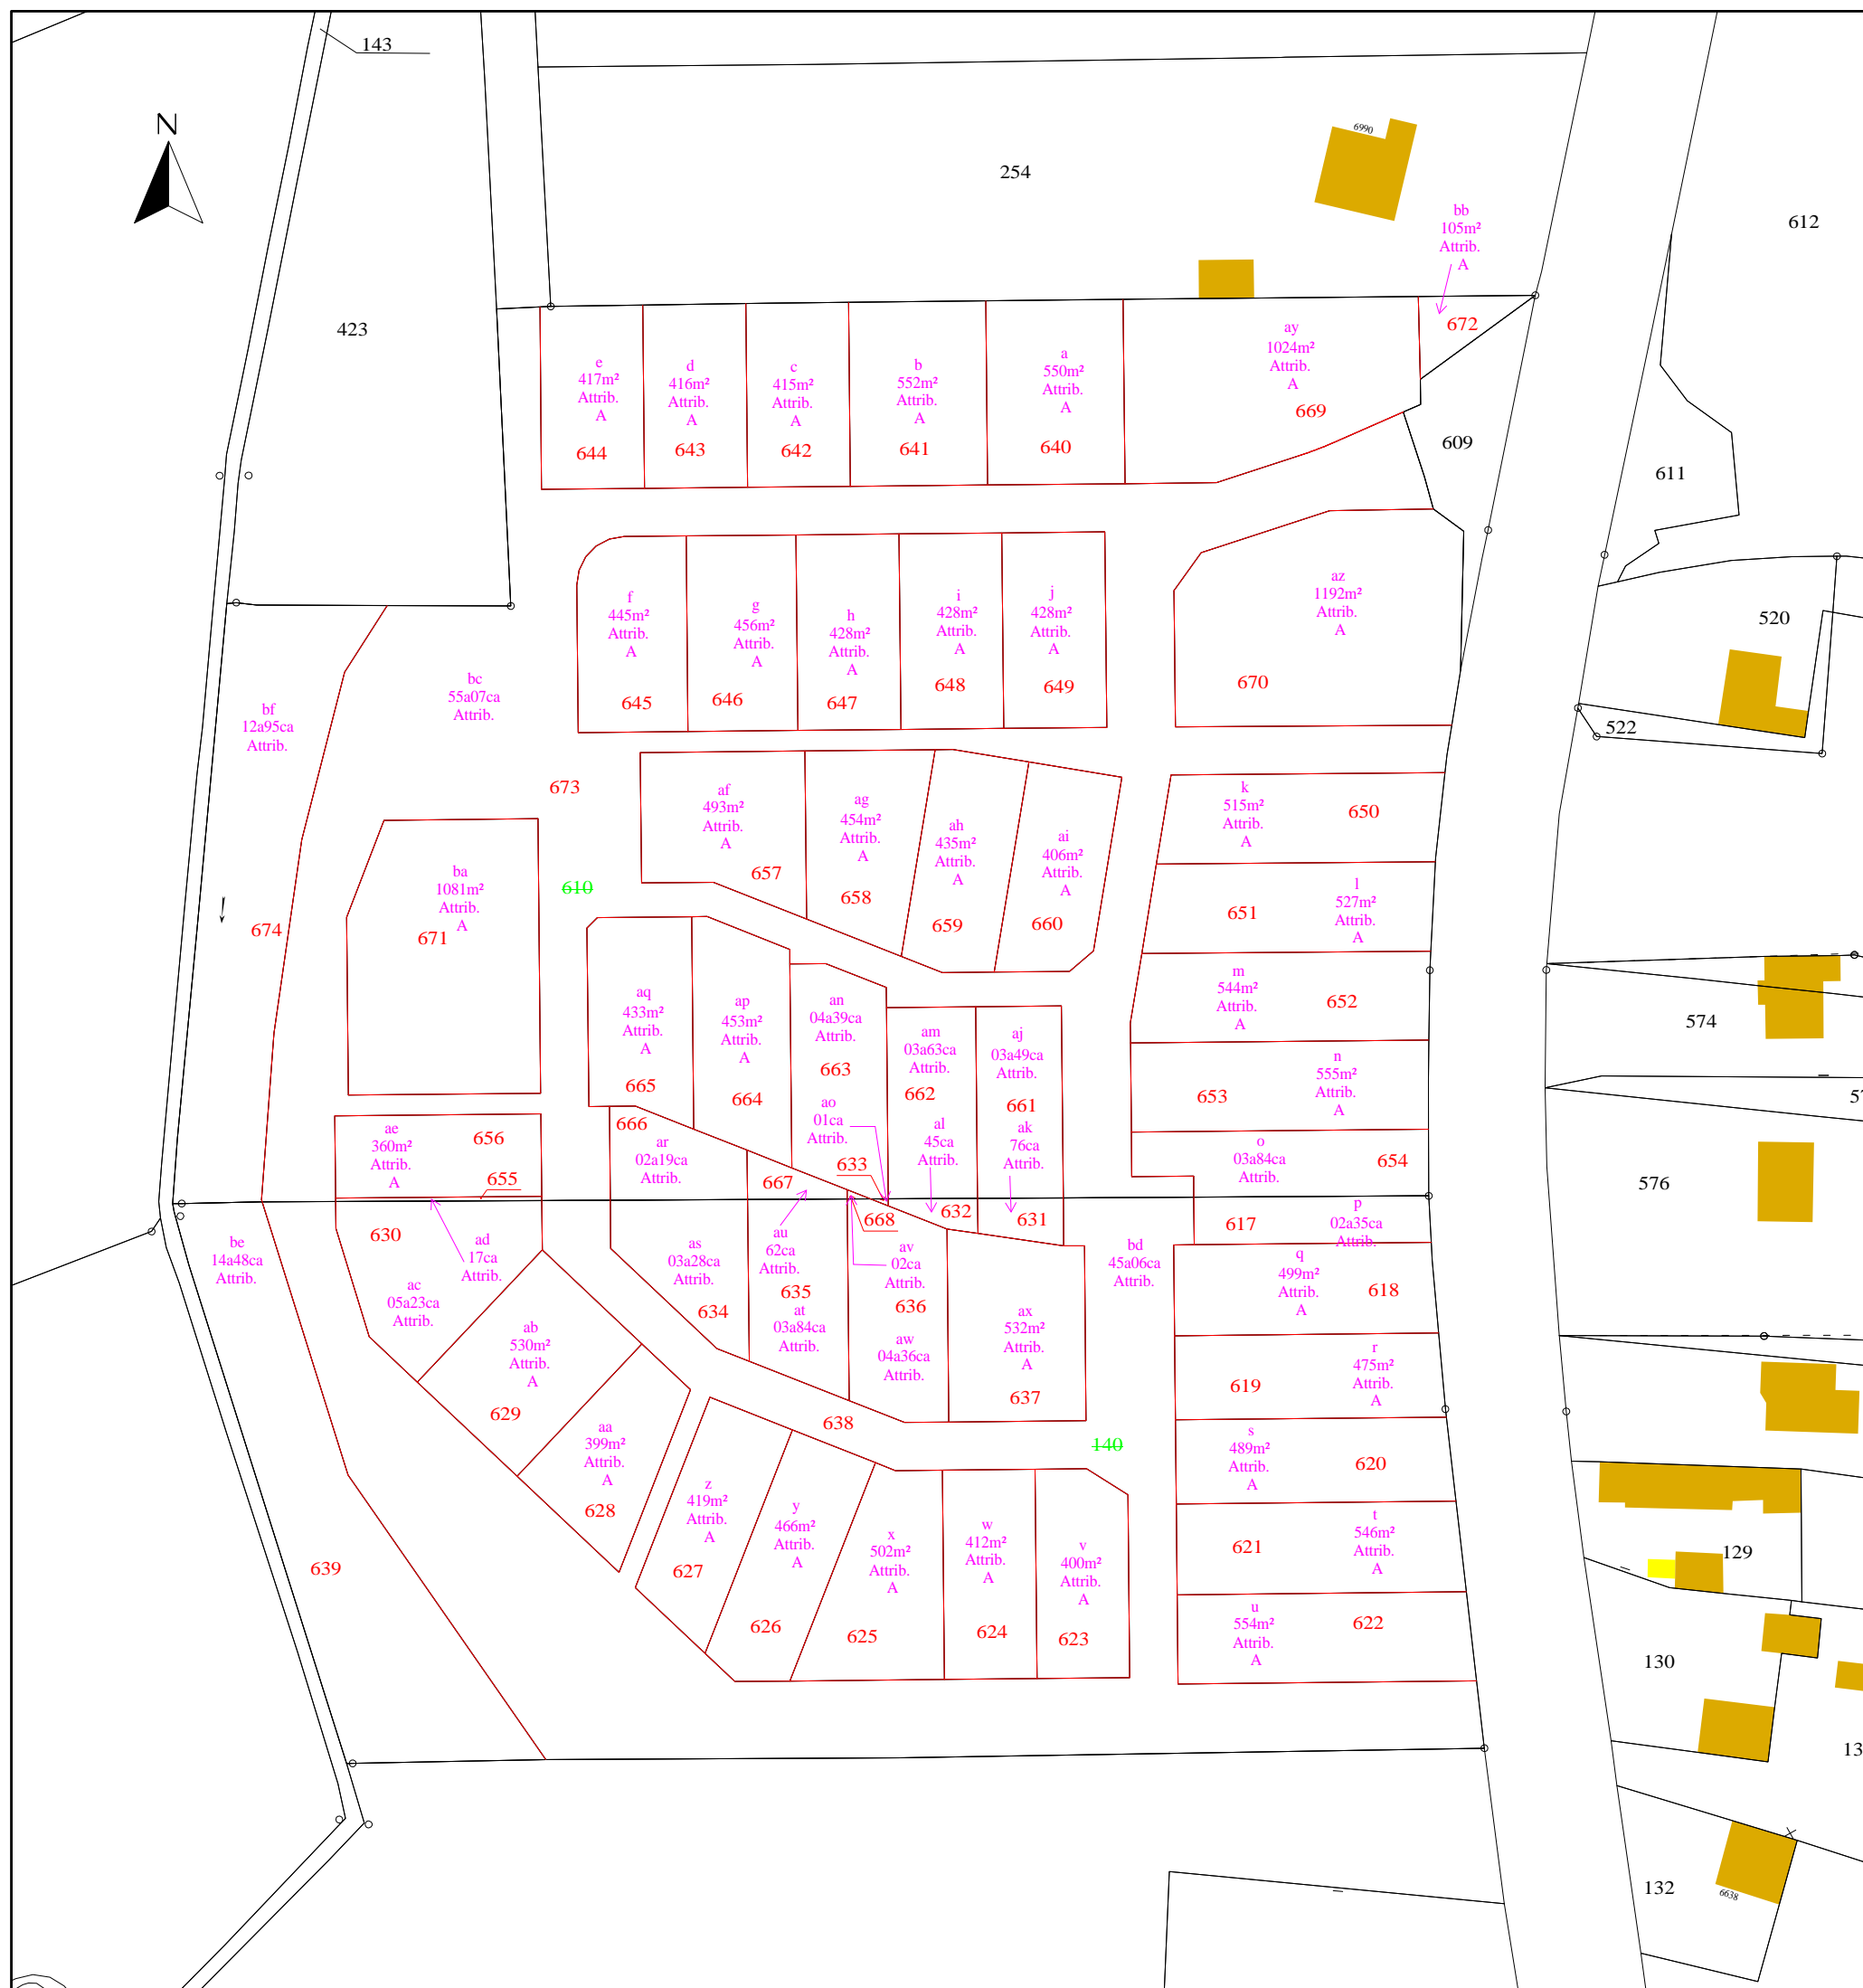 143
N
254
6990
612
bb
105m²
Attrib.
A
672
423
e
417m²
Attrib.
A
644
d
416m²
Attrib.
A
643
c
415m²
Attrib.
A
642
b
552m²
Attrib.
A
641
a
550m²
Attrib.
A
640
ay
1024m²
Attrib.
A
669
609
611
f
445m²
Attrib.
A
645
g
456m²
Attrib.
A
646
h
428m²
Attrib.
A
647
i
428m²
Attrib.
A
648
j
428m²
Attrib.
A
649
az
1192m²
Attrib.
A
670
520
522
bf
12a95ca
Attrib.
bc
55a07ca
Attrib.
673
610
674
ba
1081m²
Attrib.
A
671
af
493m²
Attrib.
A
657
ag
454m²
Attrib.
A
658
ah
435m²
Attrib.
A
659
ai
406m²
Attrib.
A
660
k
515m²
Attrib.
A
650
l
527m²
Attrib.
A
651
m
544m²
Attrib.
A
652
n
555m²
Attrib.
A
653
o
03a84ca
Attrib.
654
p
02a35ca
Attrib.
617
574
576
aq
433m²
Attrib.
A
665
ap
453m²
Attrib.
A
664
an
04a39ca
Attrib.
663
ao
01ca
Attrib.
633
am
03a63ca
Attrib.
662
al
45ca
Attrib.
632
aj
03a49ca
Attrib.
661
ak
76ca
Attrib.
631
ae
360m²
Attrib.
A
656
655
630
ad
17ca
Attrib.
ac
05a23ca
Attrib.
be
14a48ca
Attrib.
666
ar
02a19ca
Attrib.
667
668
as
03a28ca
Attrib.
634
au
62ca
Attrib.
635
at
03a84ca
Attrib.
av
02ca
Attrib.
636
aw
04a36ca
Attrib.
ax
532m²
Attrib.
A
637
bd
45a06ca
Attrib.
q
499m²
Attrib.
A
618
r
475m²
Attrib.
A
619
s
489m²
Attrib.
A
620
t
546m²
Attrib.
A
621
u
554m²
Attrib.
A
622
ab
530m²
Attrib.
A
629
aa
399m²
Attrib.
A
628
638
140
z
419m²
Attrib.
A
627
y
466m²
Attrib.
A
626
x
502m²
Attrib.
A
625
w
412m²
Attrib.
A
624
v
400m²
Attrib.
A
623
639
129
130
132
6638